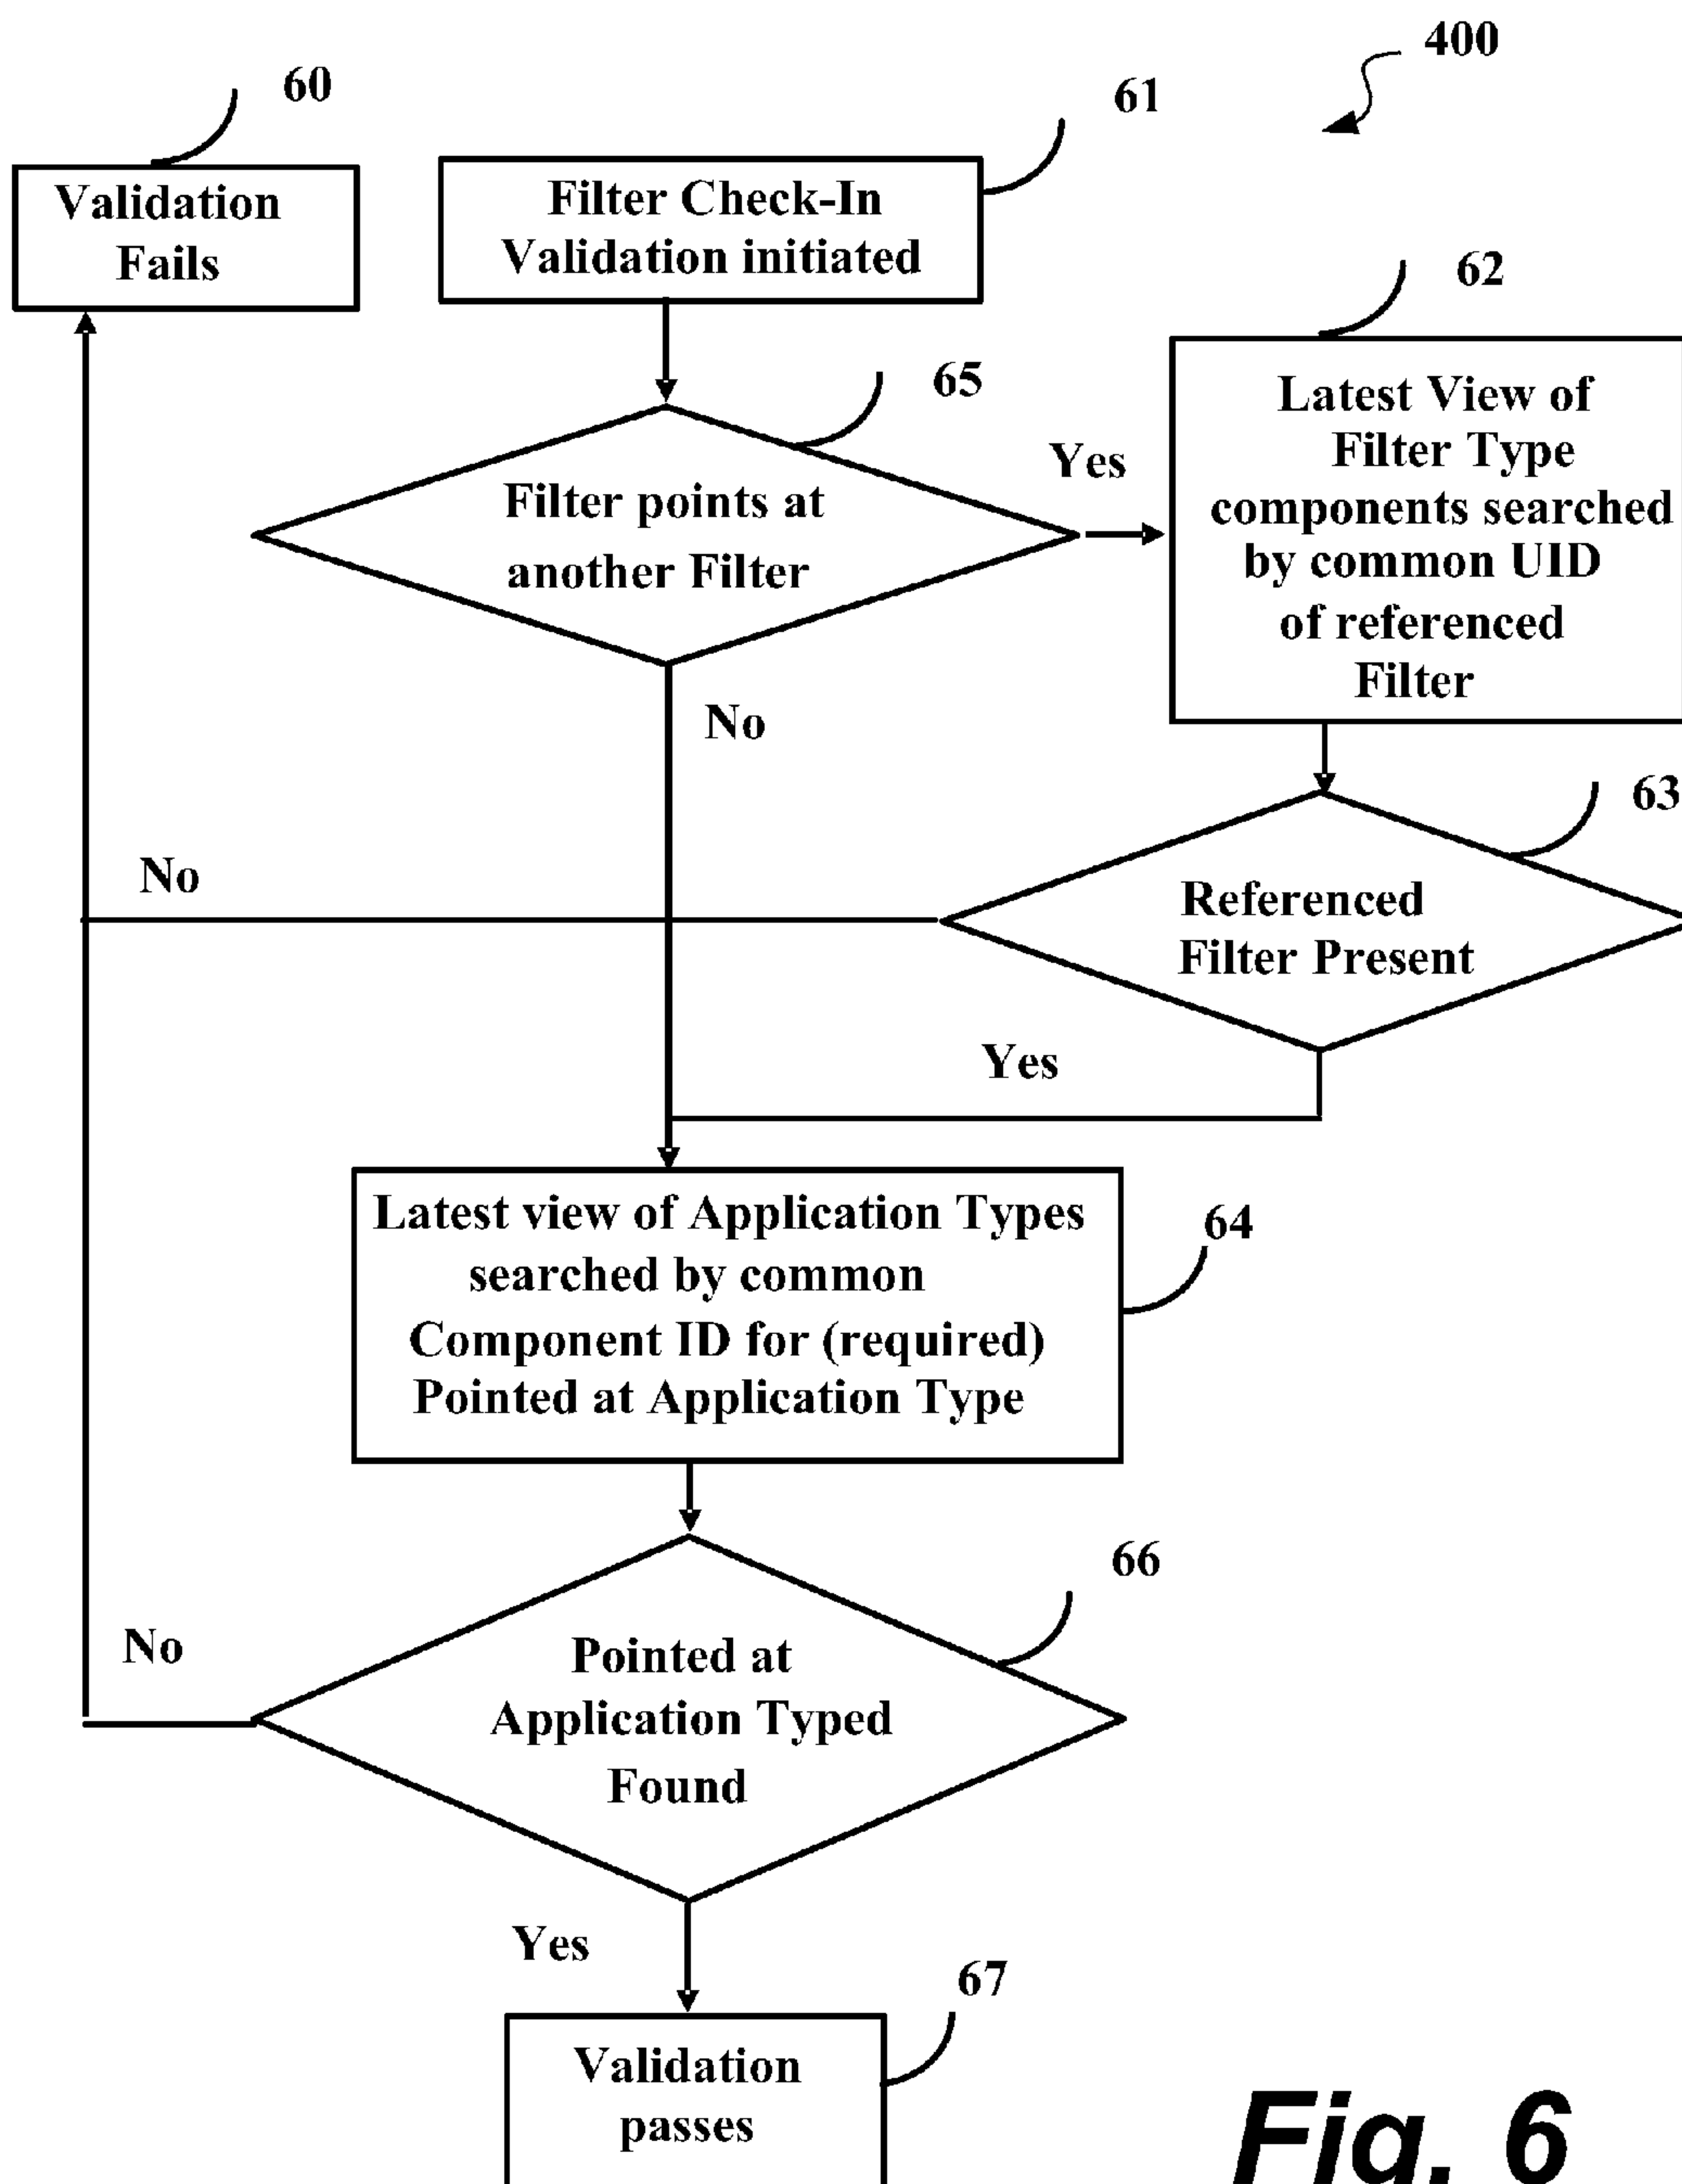 400
60
61
Validation
Fails
Filter Check-In
Validation initiated
62
65
Yes
Latest View of
Filter Type
components searched
by common UID
of referenced
Filter
Filter points at
another Filter
No
63
No
Referenced
Filter Present
Yes
Latest view of Application Types
searched by common
Component ID for (required)
Pointed at Application Type
64
66
No
Pointed at
Application Typed
Found
Yes
67
Validation
passes
Fig. 6